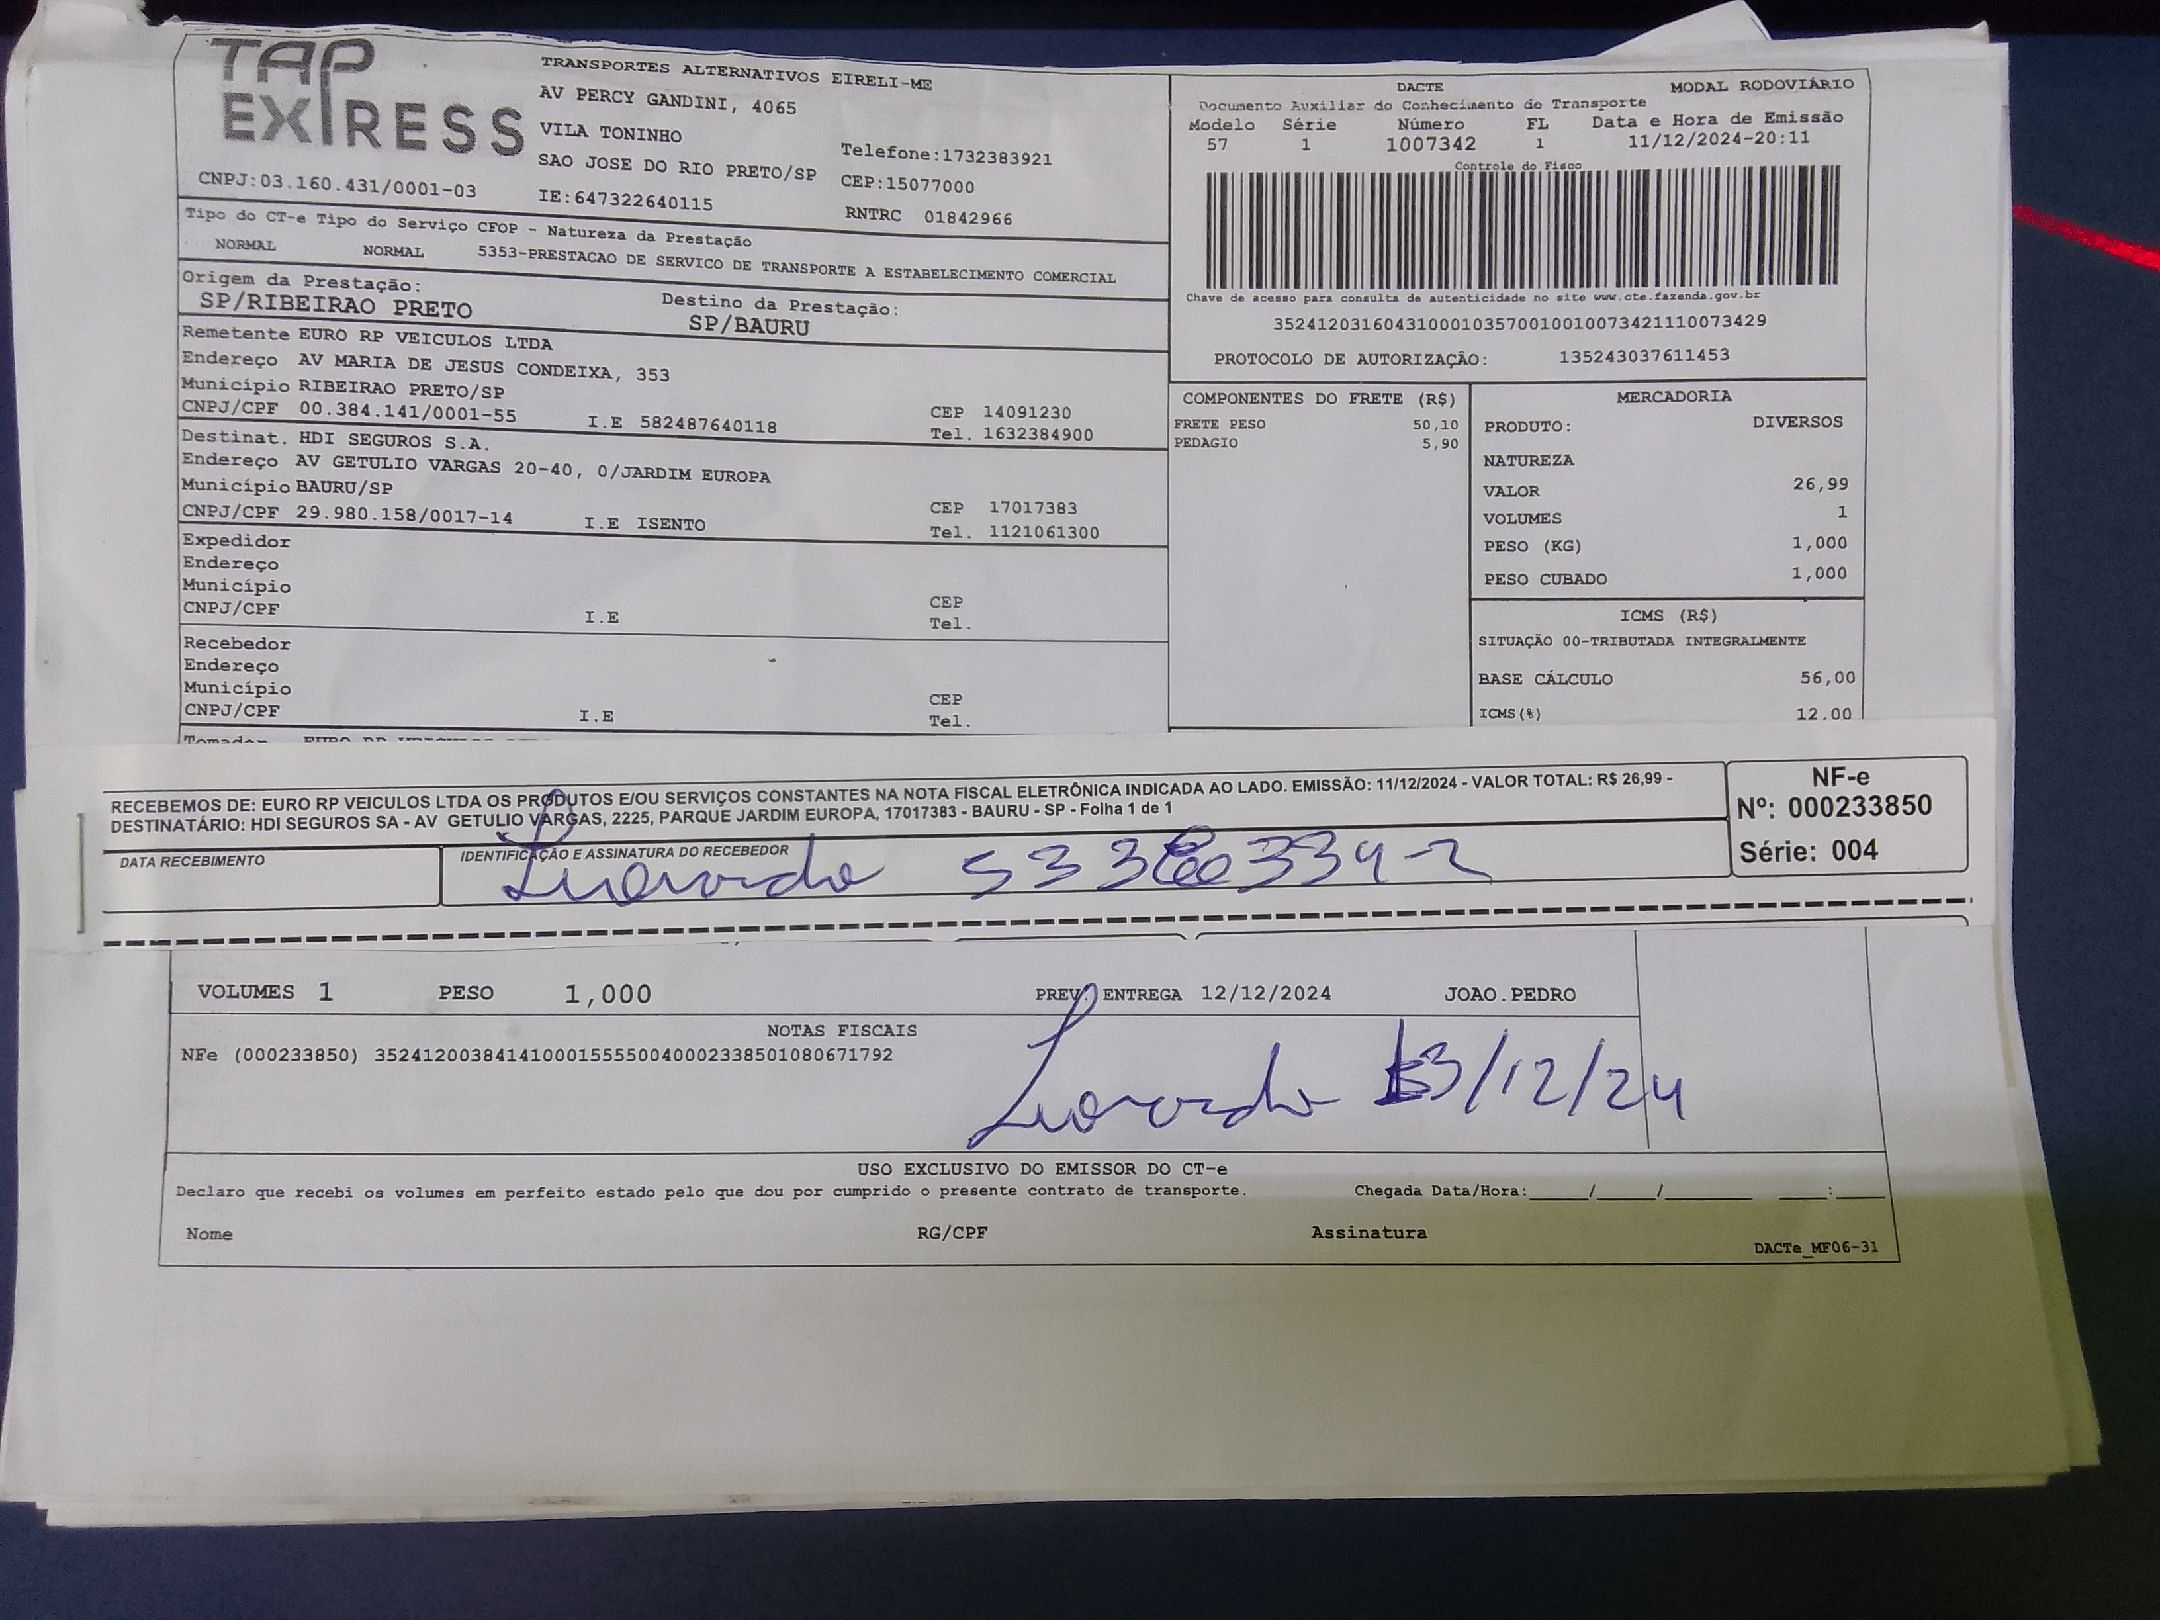 TAP EXPRESS
TRANSPORTES ALTERNATIVOS EIRELI-ME
AV PERCY GANDINI, 4065
VILA TONINHO
Telefone:1732383921
SAO JOSE DO RIO PRETO/SP CEP:15077000
CNPJ:03.160.431/0001-03 IE:647322640115 RNTRC 01842966
Tipo do CT-e Tipo do Serviço CFOP - Natureza da Prestação
NORMAL NORMAL 5353-PRESTACAO DE SERVICO DE TRANSPORTE A ESTABELECIMENTO COMERCIAL
Origem da Prestação: Destino da Prestação:
SP/RIBEIRAO PRETO SP/BAURU
Remetente EURO RP VEICULOS LTDA
Endereço AV MARIA DE JESUS CONDEIXA, 353
Município RIBEIRAO PRETO/SP CEP 14091230
CNPJ/CPF 00.384.141/0001-55 I.E 582487640118 Tel. 1632384900
Destinat. HDI SEGUROS S.A.
Endereço AV GETULIO VARGAS 20-40, 0/JARDIM EUROPA
Município BAURU/SP CEP 17017383
CNPJ/CPF 29.980.158/0017-14 I.E ISENTO Tel. 1121061300
Expedidor
Endereço
Município CEP
CNPJ/CPF I.E Tel.
Recebedor
Endereço
Município CEP
CNPJ/CPF I.E Tel.
DACTE MODAL RODOVIÁRIO
Documento Auxiliar do Conhecimento de Transporte
Modelo Série Número FL Data e Hora de Emissão
57 1 1007342 1 11/12/2024-20:11
Controle do Fisco
Chave de acesso para consulta de autenticidade no site www.cte.fazenda.gov.br
35241203160431000103570010010073421110073429
PROTOCOLO DE AUTORIZAÇÃO: 135243037611453
COMPONENTES DO FRETE (R$)
FRETE PESO 50,10
PEDAGIO 5,90
MERCADORIA
PRODUTO: DIVERSOS
NATUREZA
VALOR 26,99
VOLUMES 1
PESO (KG) 1,000
PESO CUBADO 1,000
ICMS (R$)
SITUAÇÃO 00-TRIBUTADA INTEGRALMENTE
BASE CÁLCULO 56,00
ICMS(%) 12.00
RECEBEMOS DE: EURO RP VEICULOS LTDA OS PRODUTOS E/OU SERVIÇOS CONSTANTES NA NOTA FISCAL ELETRÔNICA INDICADA AO LADO. EMISSÃO: 11/12/2024 - VALOR TOTAL: R$ 26,99 -
DESTINATÁRIO: HDI SEGUROS SA - AV GETULIO VARGAS, 2225, PARQUE JARDIM EUROPA, 17017383 - BAURU - SP - Folha 1 de 1
DATA RECEBIMENTO IDENTIFICAÇÃO E ASSINATURA DO RECEBEDOR
NF-e
Nº: 000233850
Série: 004
VOLUMES 1 PESO 1,000 PREV. ENTREGA 12/12/2024 JOAO.PEDRO
NOTAS FISCAIS
NFe (000233850) 35241200384141000155550040002338501080671792
13/12/24
USO EXCLUSIVO DO EMISSOR DO CT-e
Declaro que recebi os volumes em perfeito estado pelo que dou por cumprido o presente contrato de transporte. Chegada Data/Hora:_____/_____/________ ____:____
Nome RG/CPF Assinatura
DACTe_MF06-31